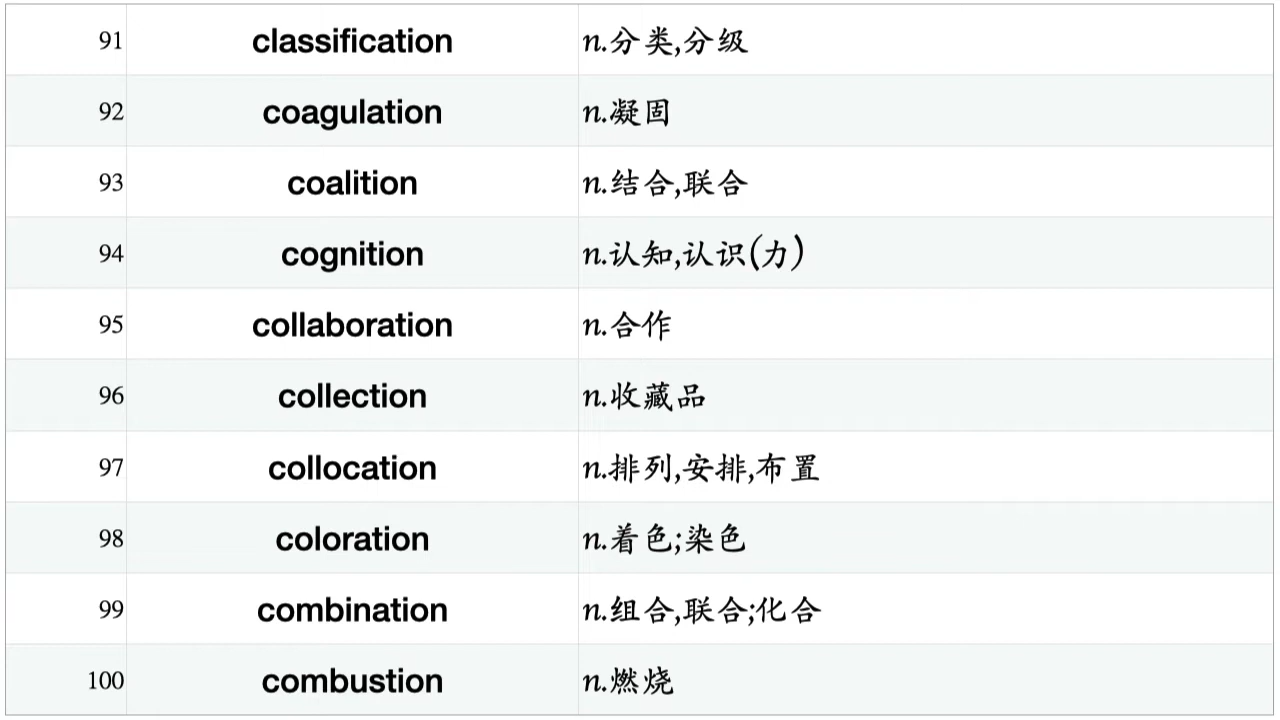 91 classification n.分类,分级
92 coagulation n.凝固
93 coalition n.结合,联合
94 cognition n.认知,认识(力)
95 collaboration n.合作
96 collection n.收藏品
97 collocation n.排列,安排,布置
98 coloration n.着色;染色
99 combination n.组合,联合;化合
100 combustion n.燃烧